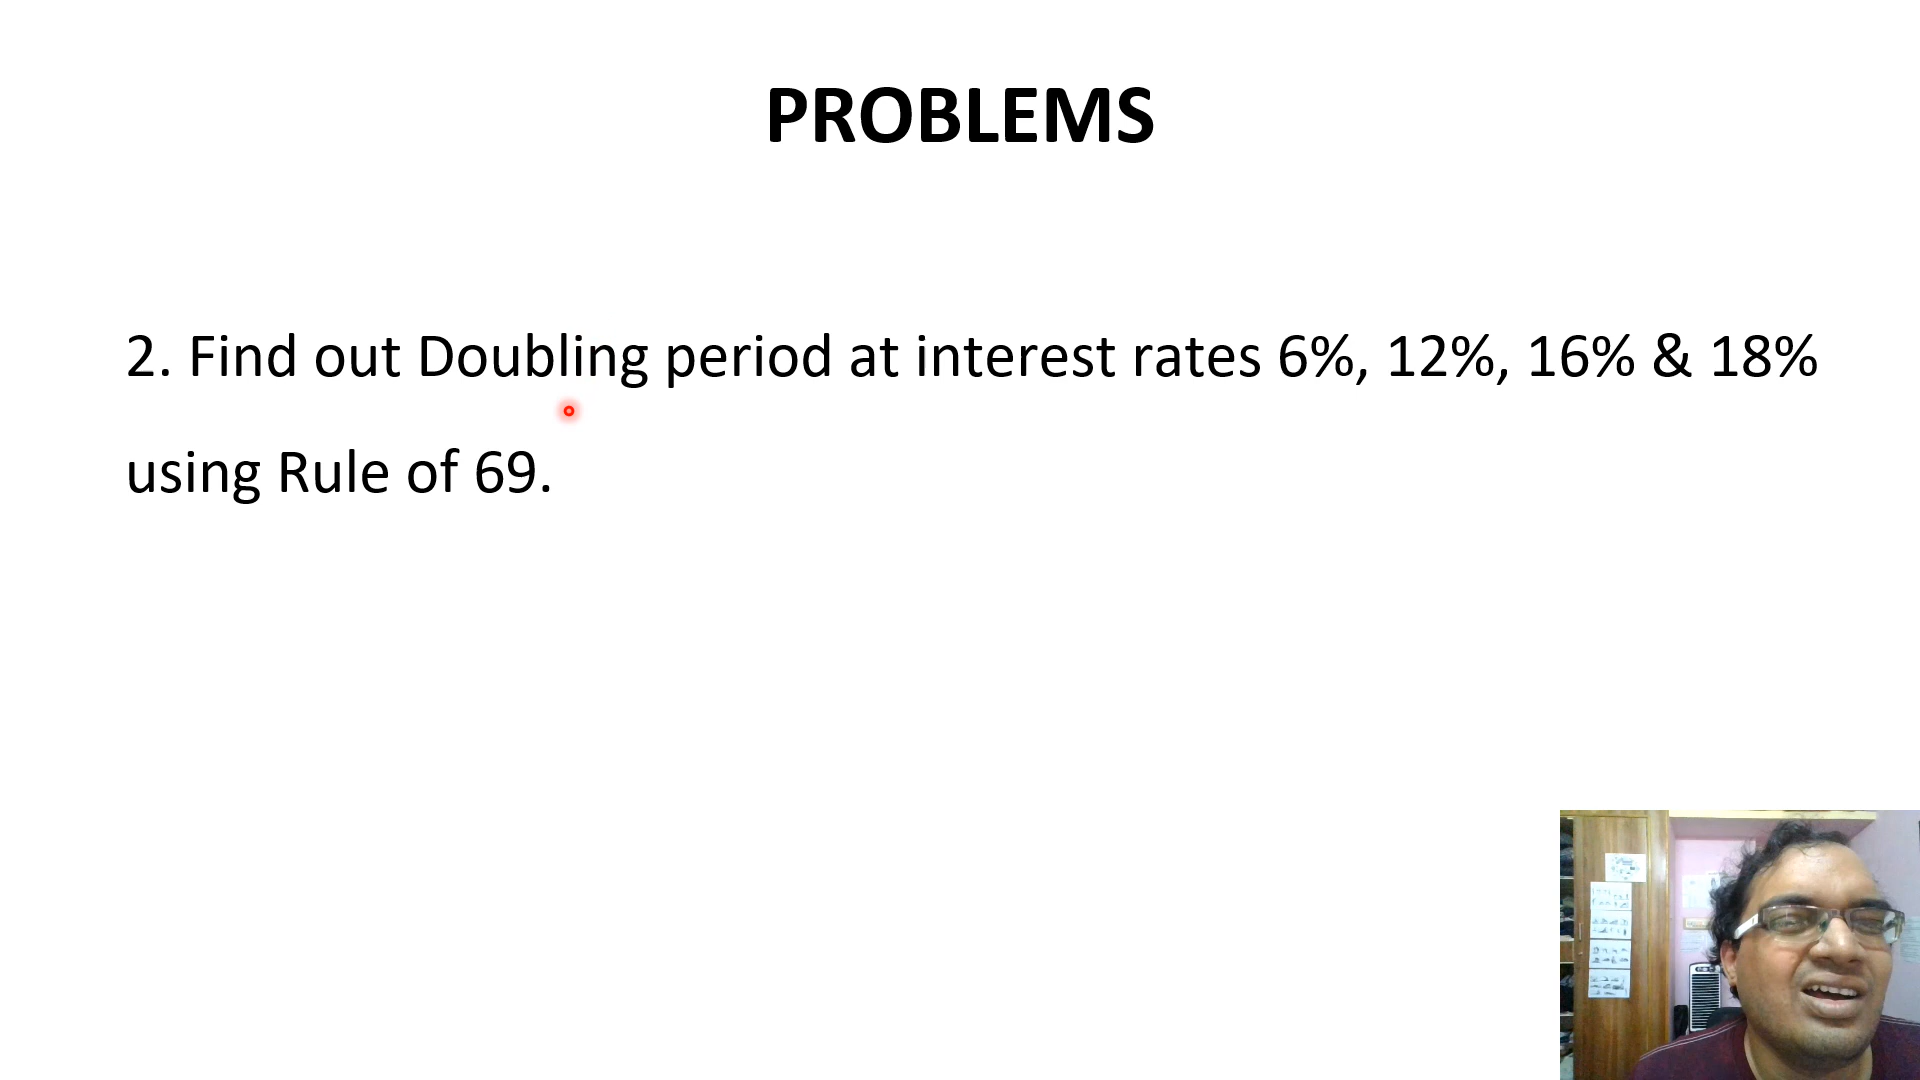 PROBLEMS
2. Find out Doubling period at interest rates 6%, 12%, 16% & 18%
using Rule of 69.